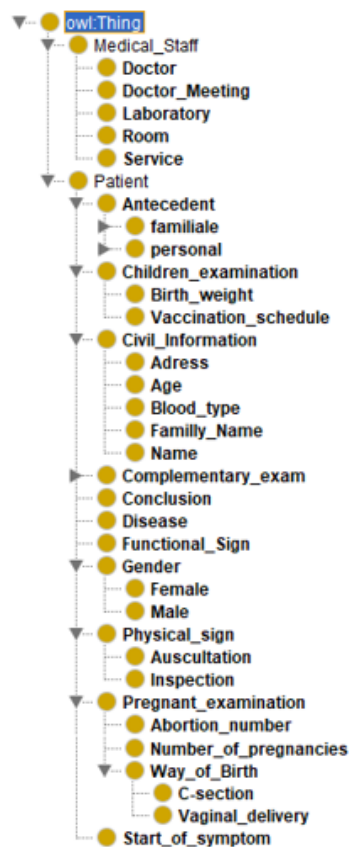 owl:Thing
Medical_Staff
Doctor
Doctor_Meeting
Laboratory
Room
Service
Patient
Antecedent
familiale
personal
Children_examination
Birth_weight
Vaccination_schedule
Civil_Information
Adress
Age
Blood_type
Familly_Name
Name
Complementary_exam
Conclusion
Disease
Functional_Sign
Gender
Female
Male
Physical_sign
Auscultation
Inspection
Pregnant_examination
Abortion_number
Number_of_pregnancies
Way_of_Birth
C-section
Vaginal_delivery
Start_of_symptom